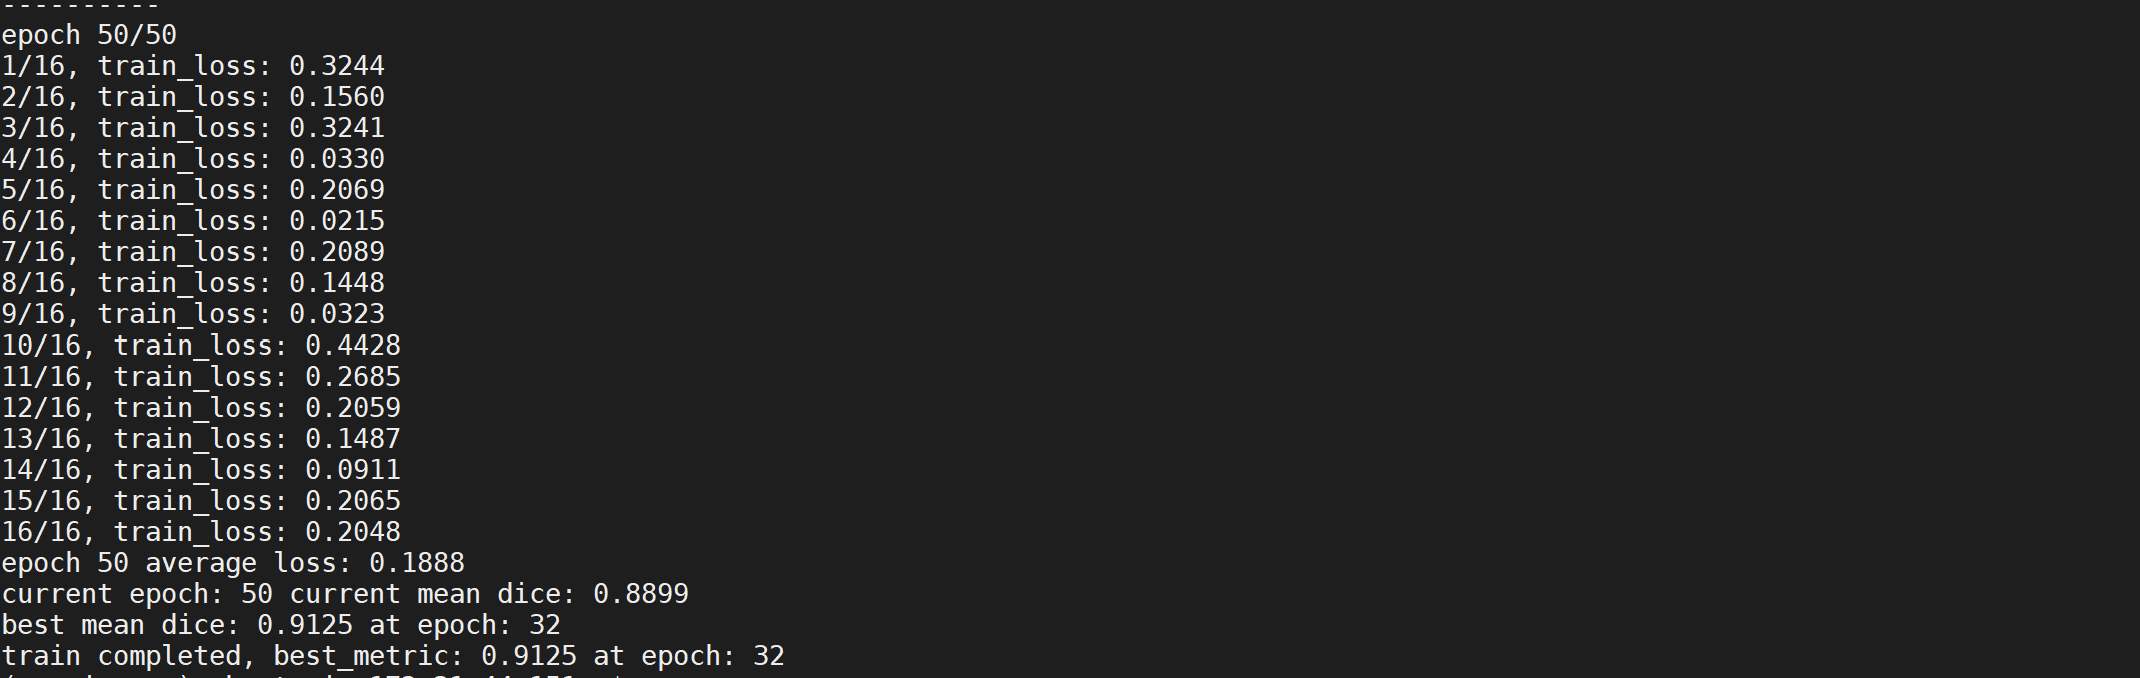 ----------
epoch 50/50
1/16, train_loss: 0.3244
2/16, train_loss: 0.1560
3/16, train_loss: 0.3241
4/16, train_loss: 0.0330
5/16, train_loss: 0.2069
6/16, train_loss: 0.0215
7/16, train_loss: 0.2089
8/16, train_loss: 0.1448
9/16, train_loss: 0.0323
10/16, train_loss: 0.4428
11/16, train_loss: 0.2685
12/16, train_loss: 0.2059
13/16, train_loss: 0.1487
14/16, train_loss: 0.0911
15/16, train_loss: 0.2065
16/16, train_loss: 0.2048
epoch 50 average loss: 0.1888
current epoch: 50 current mean dice: 0.8899
best mean dice: 0.9125 at epoch: 32
train completed, best_metric: 0.9125 at epoch: 32